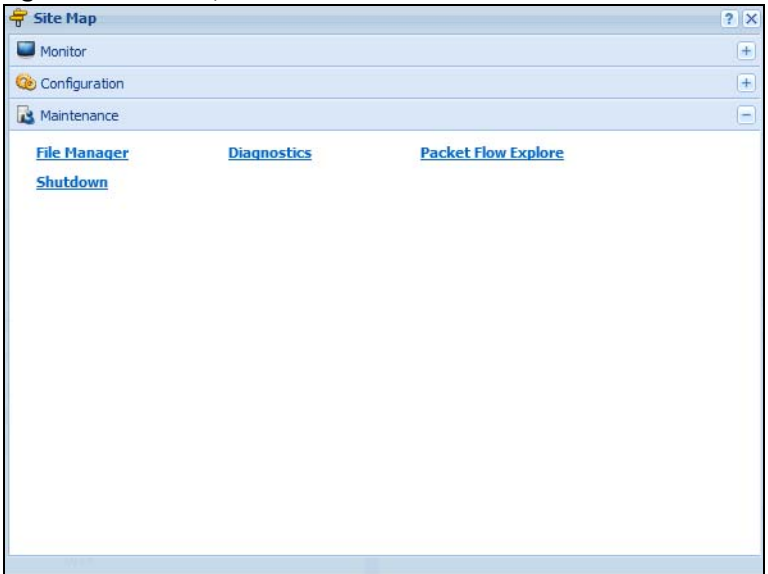 Site Map
Monitor
Configuration
Maintenance
File Manager Diagnostics Packet Flow Explore
Shutdown